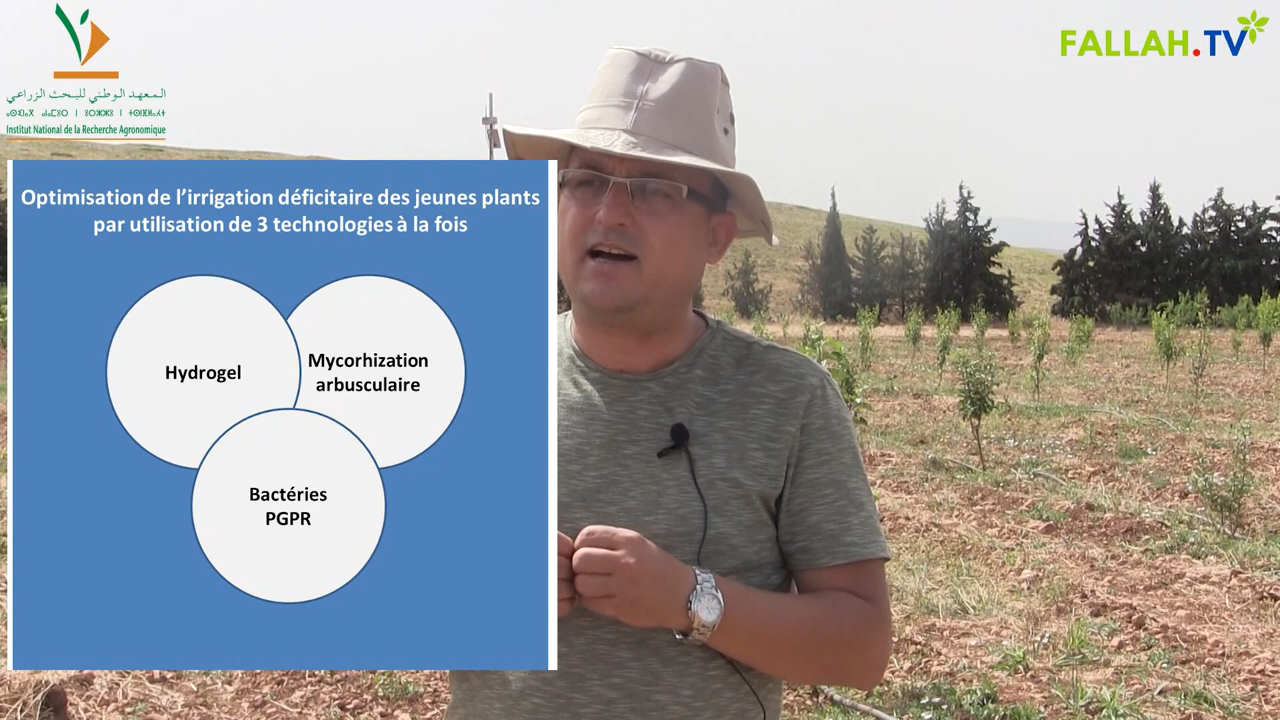 المعهد الوطني للبحث الزراعي
Institut National de la Recherche Agronomique
FALLAH.TV
Optimisation de l’irrigation déficitaire des jeunes plants
par utilisation de 3 technologies à la fois
Hydrogel
Mycorhization
arbusculaire
Bactéries
PGPR